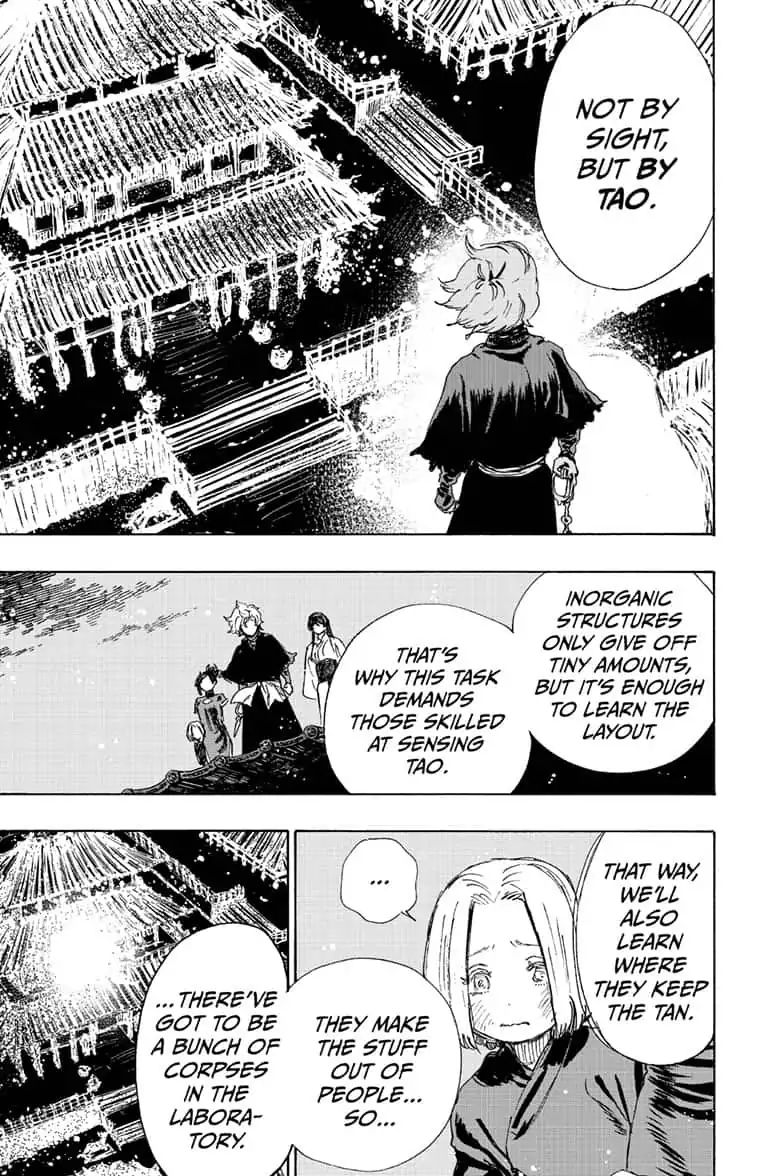 NOT BY
SIGHT,
BUT BY
TAO.
INORGANIC
STRUCTURES
ONLY GIVE OFF
TINY AMOUNTS,
BUT IT'S ENOUGH
TO LEARN THE
LAYOUT.
THAT'S
WHY THIS TASK
DEMANDS
THOSE SKILLED
AT SENSING
TAO.
THAT WAY,
WE'LL
ALSO
LEARN
WHERE
THEY KEEP
THE TAN.
...
THEY MAKE
THE STUFF
OUT OF
PEOPLE...
SO...
...THERE'VE
GOT TO BE
A BUNCH OF
CORPSES
IN THE
LABORA-
TORY.